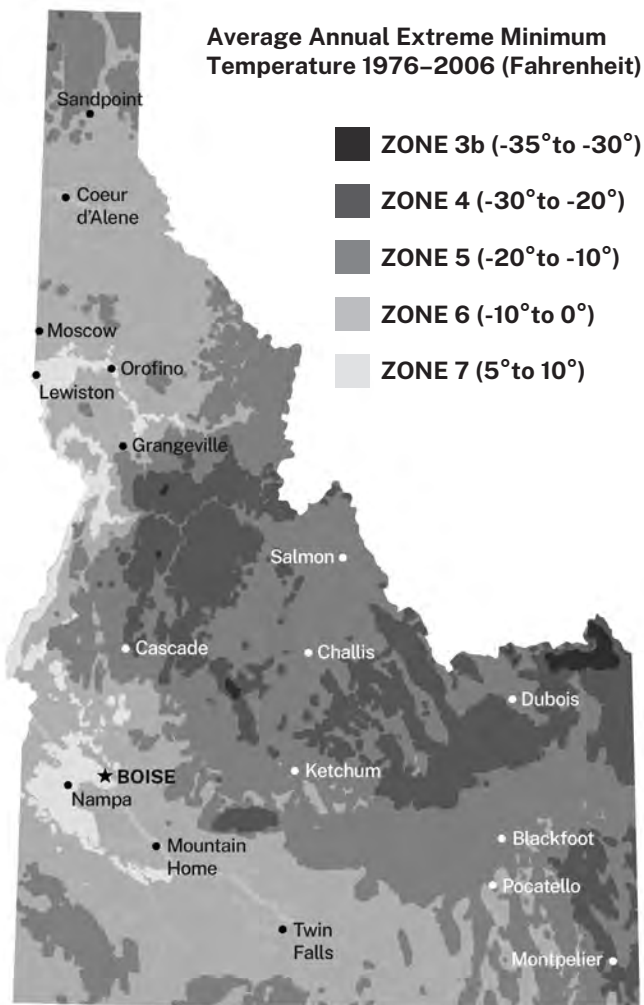 Average Annual Extreme Minimum
Temperature 1976–2006 (Fahrenheit)
Sandpoint
ZONE 3b (-35°to -30°)
ZONE 4 (-30°to -20°)
Coeur
d'Alene
ZONE 5 (-20°to -10°)
ZONE 6 (-10°to 0°)
Moscow
Orofino
ZONE 7 (5°to 10°)
Lewiston
Grangeville
Salmon
Cascade
Challis
Dubois
Ketchum
BOISE
Nampa
Blackfoot
Mountain
Home
Pocatello
Twin
Falls
Montpelier